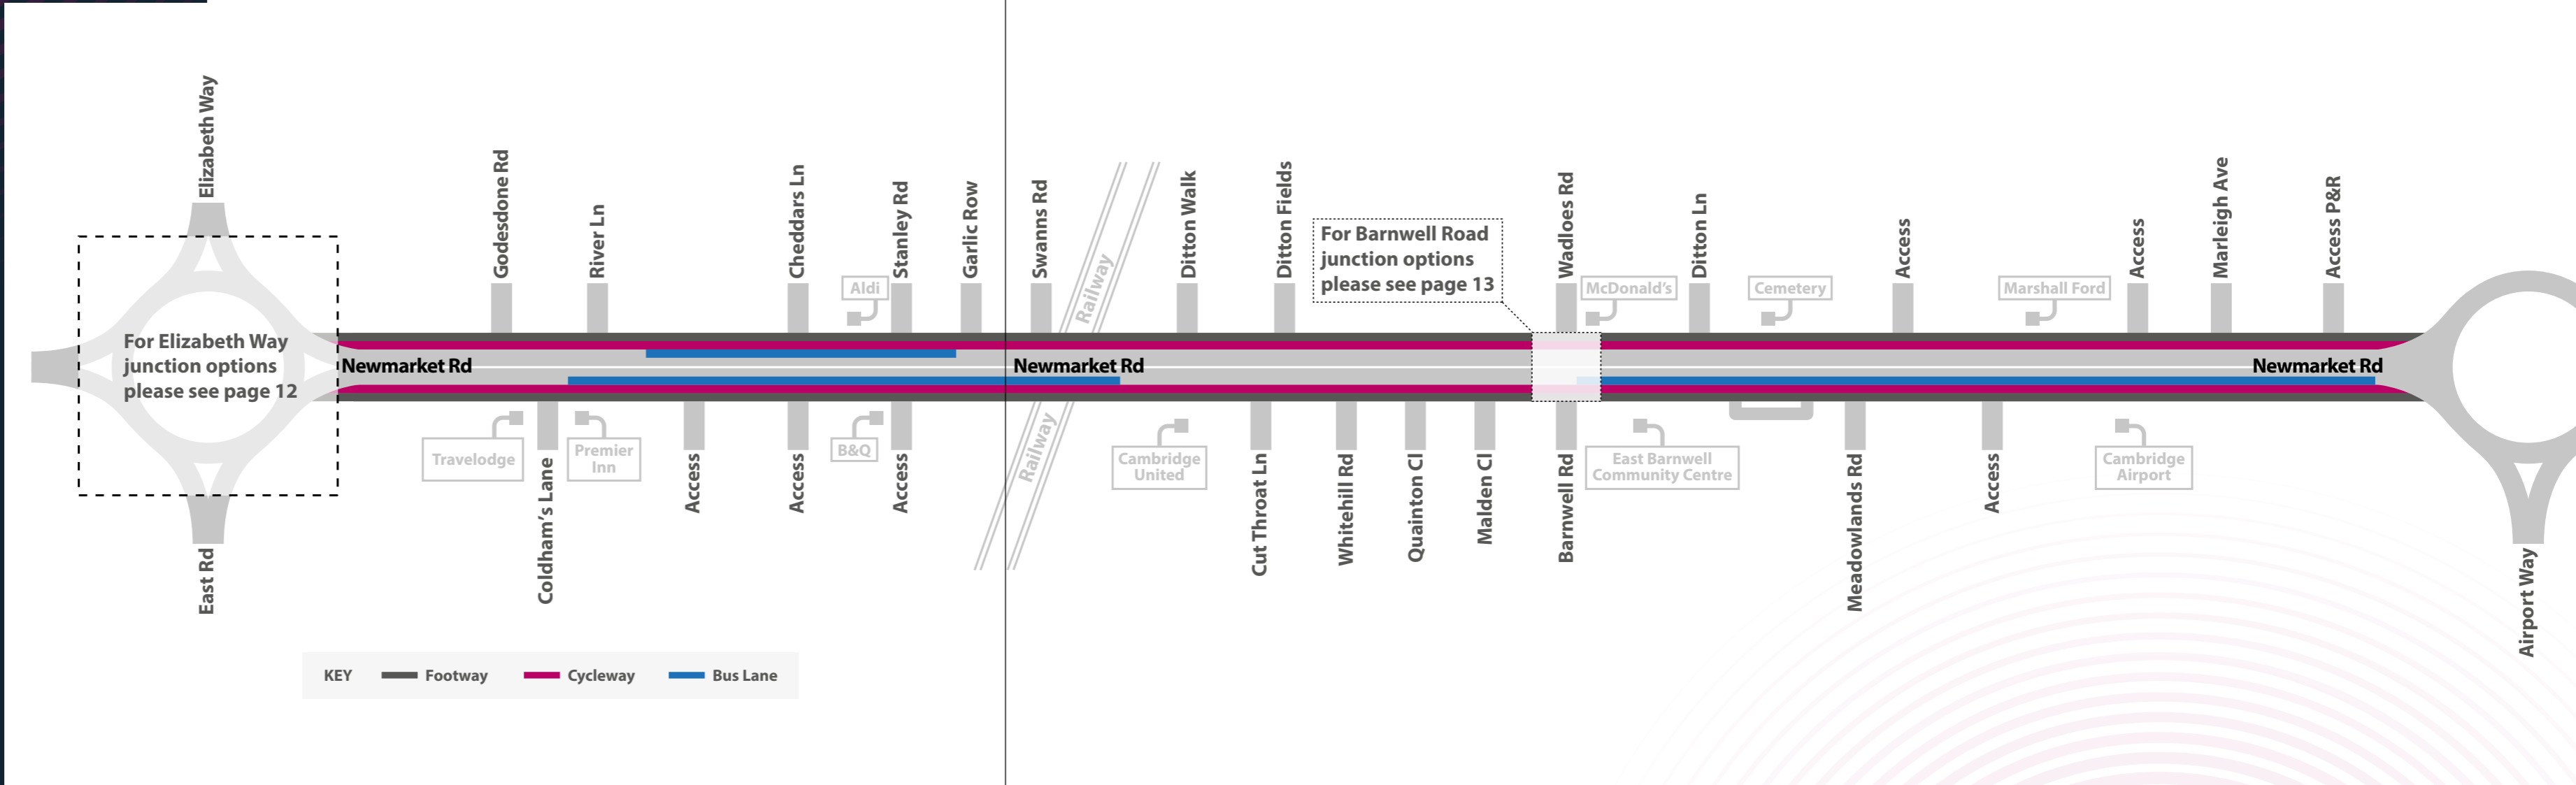 Elizabeth Way
Godesdone Rd
River Ln
Cheddars Ln
Aldi
Stanley Rd
Garlic Row
Swanns Rd
Railway
Ditton Walk
Ditton Fields
For Barnwell Road
junction options
please see page 13
Wadloes Rd
McDonald’s
Ditton Ln
Cemetery
Access
Marshall Ford
Access
Marleigh Ave
Access P&R
For Elizabeth Way
junction options
please see page 12
Newmarket Rd
Newmarket Rd
Newmarket Rd
Travelodge
Coldham’s Lane
Premier
Inn
Access
Access
B&Q
Access
Railway
Cambridge
United
Cut Throat Ln
Whitehill Rd
Quainton Cl
Malden Cl
Barnwell Rd
East Barnwell
Community Centre
Meadowlands Rd
Access
Cambridge
Airport
East Rd
Airport Way
KEY
Footway
Cycleway
Bus Lane